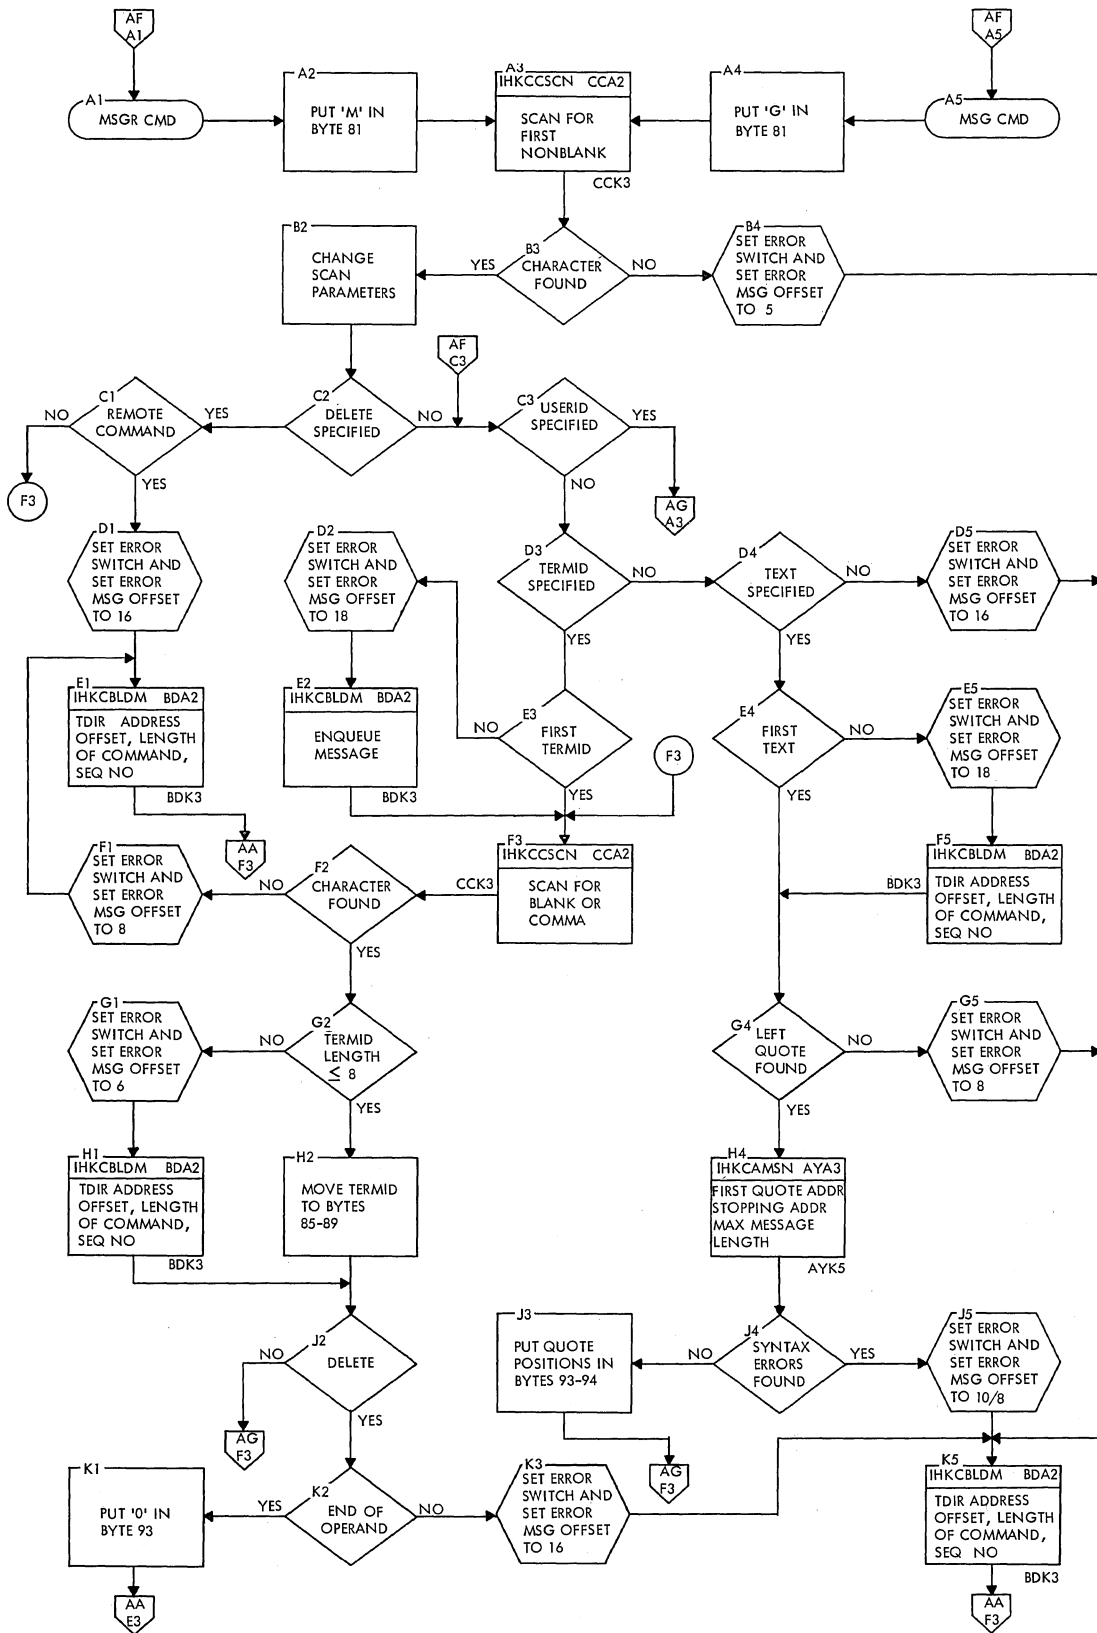 AF
A1
AF
A5
A1
MSGR CMD
A2
PUT 'M' IN
BYTE 81
A3
IHKCCSCN CCA2
SCAN FOR
FIRST
NONBLANK
CCK3
A4
PUT 'G' IN
BYTE 81
A5
MSG CMD
B2
CHANGE
SCAN
PARAMETERS
YES
B3
CHARACTER
FOUND
NO
B4
SET ERROR
SWITCH AND
SET ERROR
MSG OFFSET
TO 5
AF
C3
NO
C1
REMOTE
COMMAND
YES
YES
C2
DELETE
SPECIFIED
NO
C3
USERID
SPECIFIED
YES
NO
F3
AG
A3
D1
SET ERROR
SWITCH AND
SET ERROR
MSG OFFSET
TO 16
D2
SET ERROR
SWITCH AND
SET ERROR
MSG OFFSET
TO 18
D3
TERMID
SPECIFIED
NO
YES
D4
TEXT
SPECIFIED
NO
YES
D5
SET ERROR
SWITCH AND
SET ERROR
MSG OFFSET
TO 16
E1
IHKCBLDM BDA2
TDIR ADDRESS
OFFSET, LENGTH
OF COMMAND,
SEQ NO
BDK3
AA
F3
E2
IHKCBLDM BDA2
ENQUEUE
MESSAGE
BDK3
NO
E3
FIRST
TERMID
YES
F3
E4
FIRST
TEXT
NO
YES
E5
SET ERROR
SWITCH AND
SET ERROR
MSG OFFSET
TO 18
F1
SET ERROR
SWITCH AND
SET ERROR
MSG OFFSET
TO 8
NO
F2
CHARACTER
FOUND
YES
CCK3
F3
IHKCCSCN CCA2
SCAN FOR
BLANK OR
COMMA
BDK3
F5
IHKCBLDM BDA2
TDIR ADDRESS
OFFSET, LENGTH
OF COMMAND,
SEQ NO
G1
SET ERROR
SWITCH AND
SET ERROR
MSG OFFSET
TO 6
NO
G2
TERMID
LENGTH
≤ 8
YES
G4
LEFT
QUOTE
FOUND
NO
YES
G5
SET ERROR
SWITCH AND
SET ERROR
MSG OFFSET
TO 8
H1
IHKCBLDM BDA2
TDIR ADDRESS
OFFSET, LENGTH
OF COMMAND,
SEQ NO
BDK3
H2
MOVE TERMID
TO BYTES
85-89
H4
IHKCAMSN AYA3
FIRST QUOTE ADDR
STOPPING ADDR
MAX MESSAGE
LENGTH
AYK5
NO
J2
DELETE
YES
AG
F3
J3
PUT QUOTE
POSITIONS IN
BYTES 93-94
AG
F3
NO
J4
SYNTAX
ERRORS
FOUND
YES
J5
SET ERROR
SWITCH AND
SET ERROR
MSG OFFSET
TO 10/8
K1
PUT '0' IN
BYTE 93
AA
E3
YES
K2
END OF
OPERAND
NO
K3
SET ERROR
SWITCH AND
SET ERROR
MSG OFFSET
TO 16
K5
IHKCBLDM BDA2
TDIR ADDRESS
OFFSET, LENGTH
OF COMMAND,
SEQ NO
BDK3
AA
F3